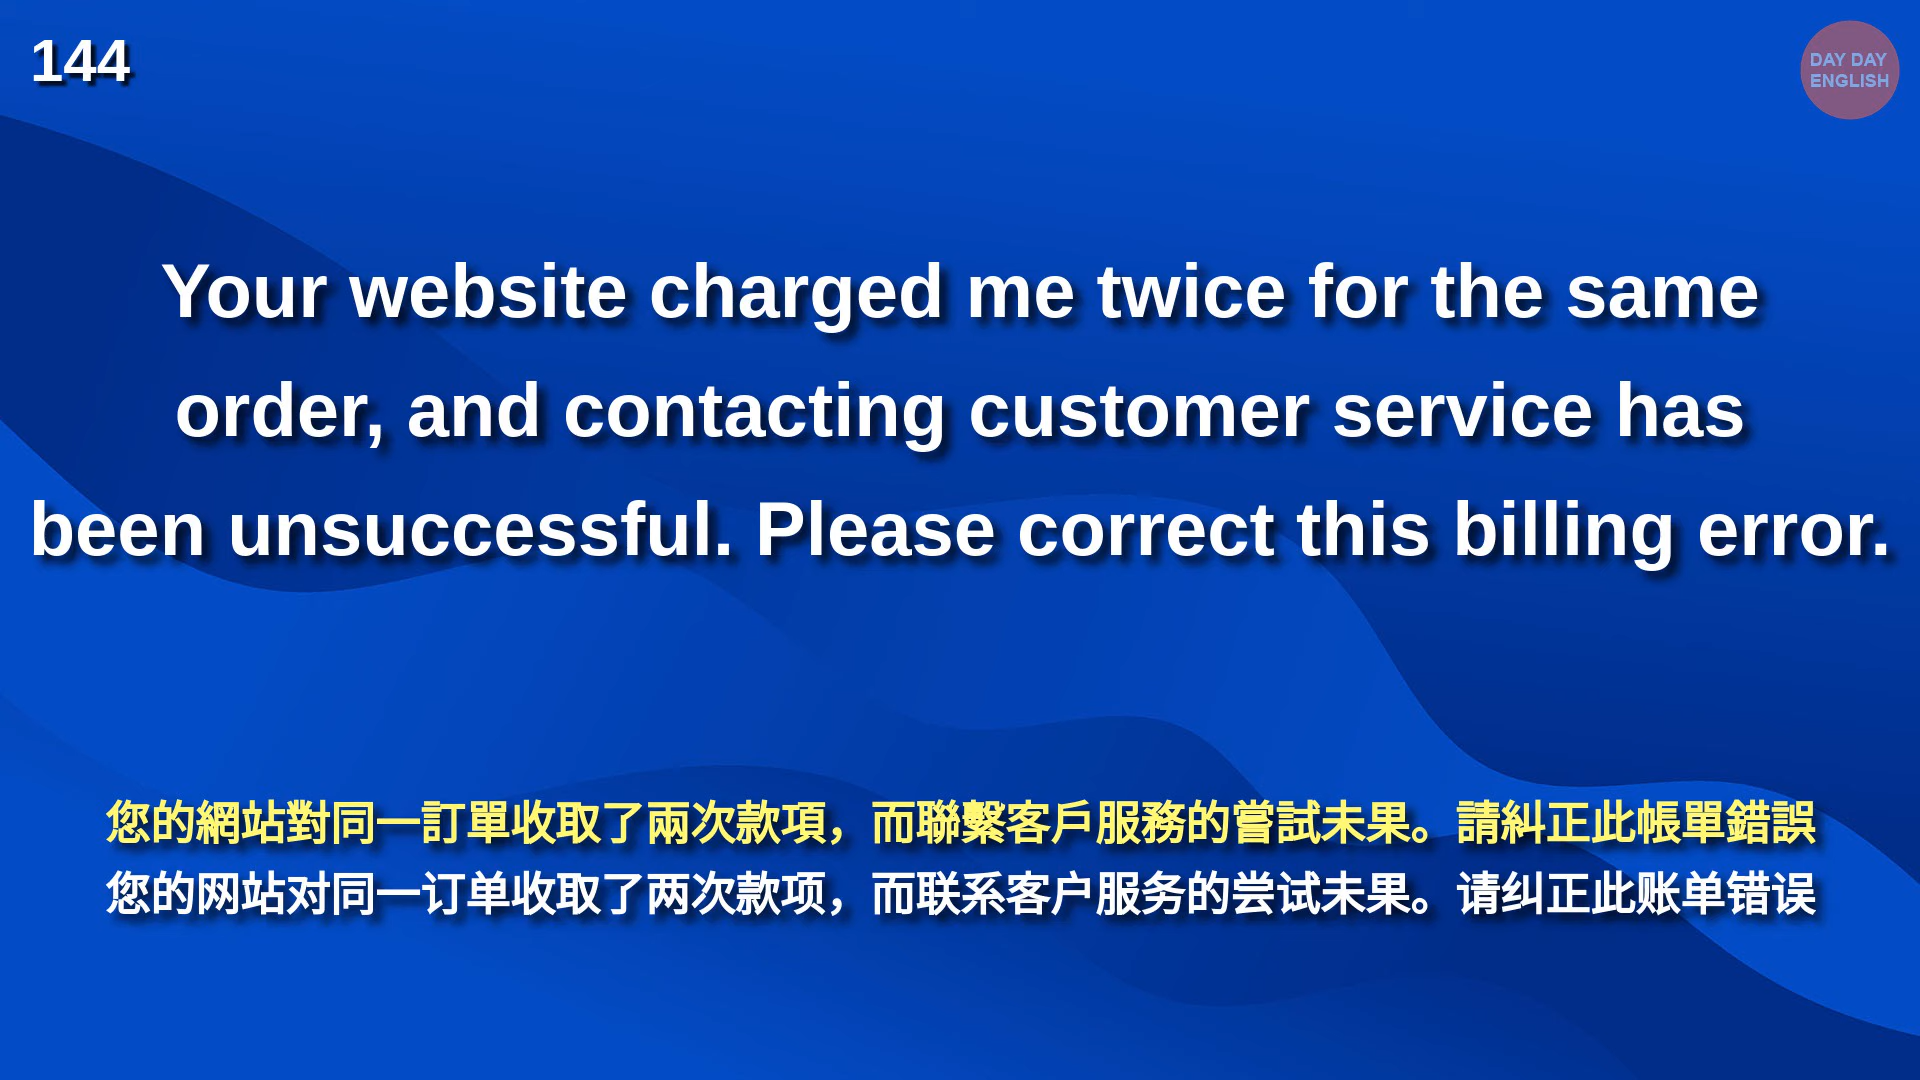 144
DAY DAY
ENGLISH
Your website charged me twice for the same
order, and contacting customer service has
been unsuccessful. Please correct this billing error.
您的網站對同一訂單收取了兩次款項，而聯繫客戶服務的嘗試未果。請糾正此帳單錯誤
您的网站对同一订单收取了两次款项，而联系客户服务的尝试未果。请纠正此账单错误